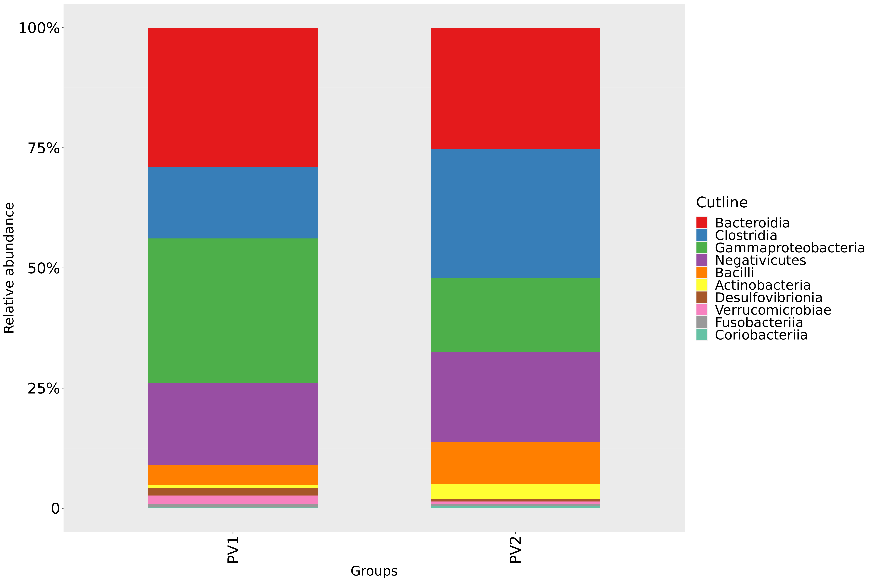 100%
75%
50%
25%
0
Relative abundance
PV1
PV2
Groups
Cutline
Bacteroidia
Clostridia
Gammaproteobacteria
Negativicutes
Bacilli
Actinobacteria
Desulfovibrionia
Verrucomicrobiae
Fusobacteriia
Coriobacteriia